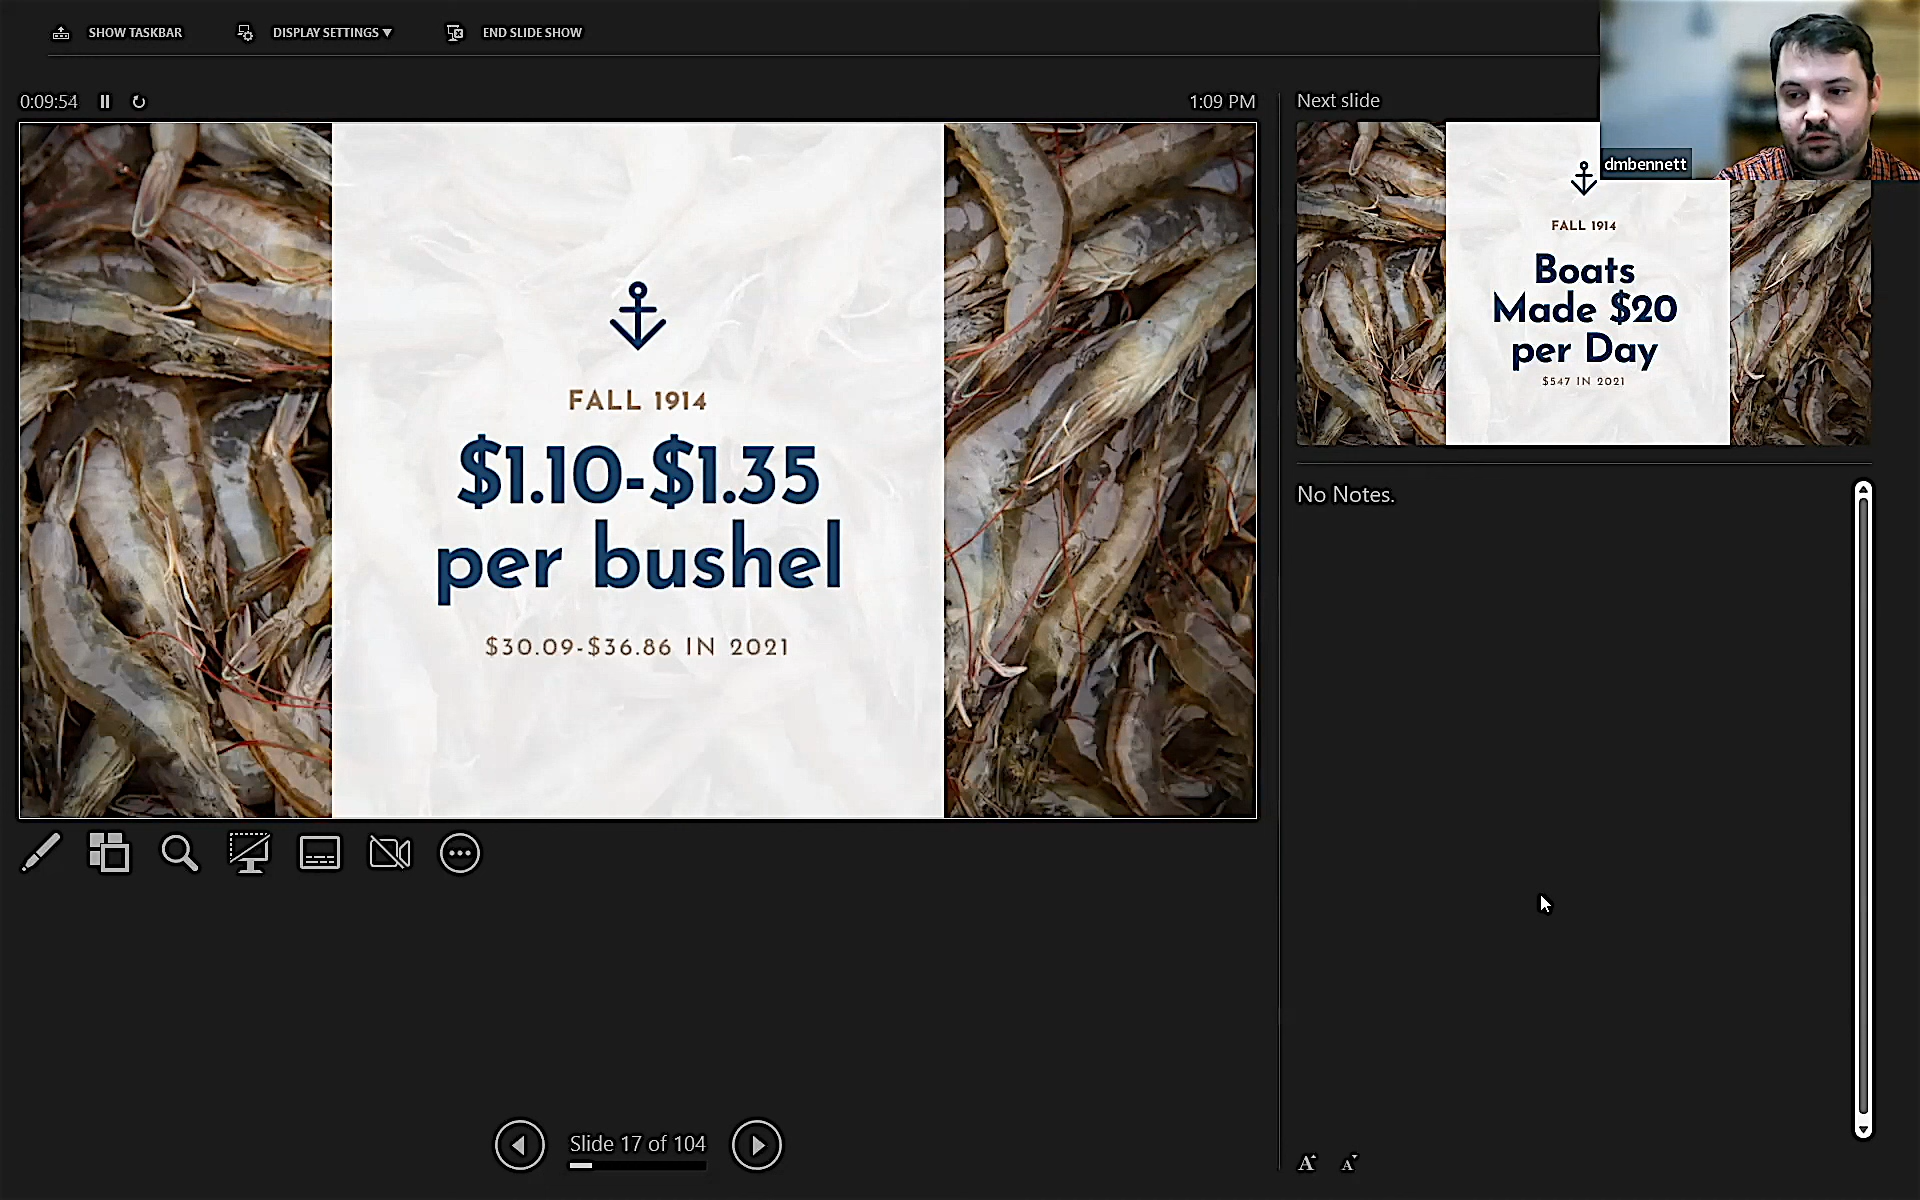 SHOW TASKBAR
DISPLAY SETTINGS ▼
END SLIDE SHOW
0:09:54
1:09 PM
FALL 1914
$1.10-$1.35
per bushel
$30.09-$36.86 IN 2021
Slide 17 of 104
Next slide
dmbennett
FALL 1914
Boats
Made $20
per Day
$547 IN 2021
No Notes.
A A